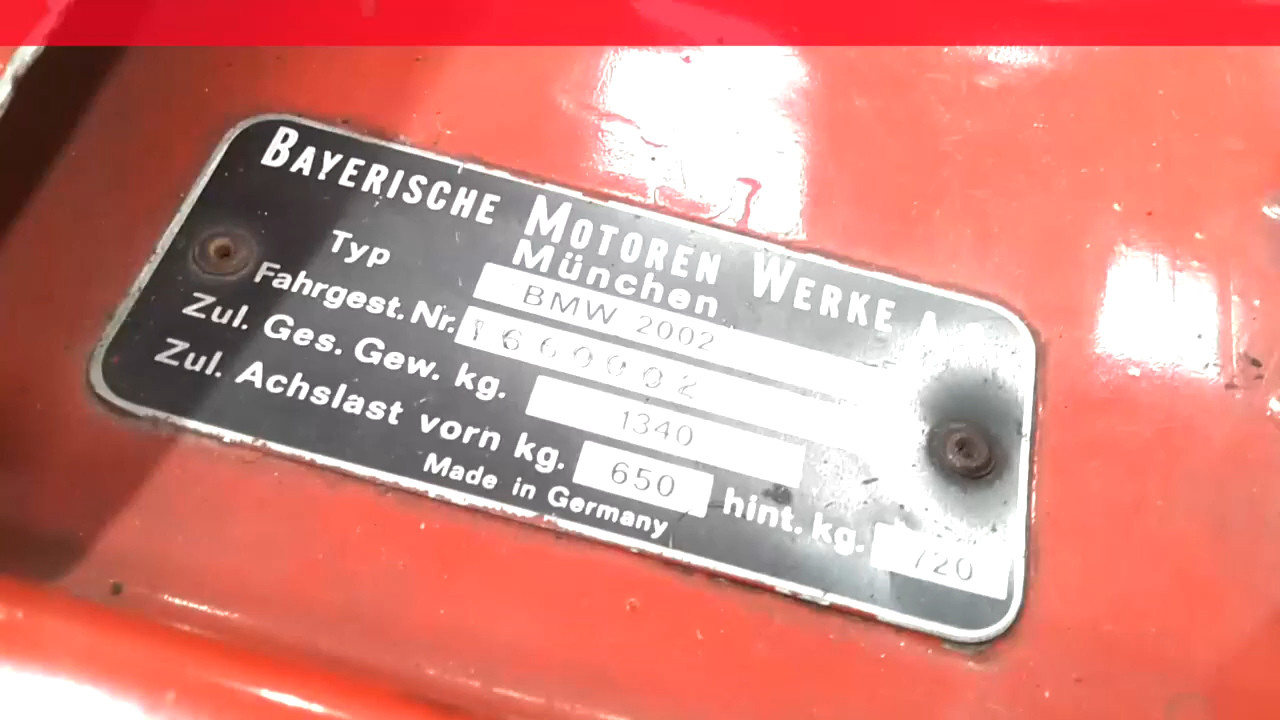 BAYERISCHE MOTOREN WERKE A.G.
München
Typ BMW 2002
Fahrgest. Nr. 1660002
Zul. Ges. Gew. kg. 1340
Zul. Achslast vorn kg. 650 hint. kg. 720
Made in Germany